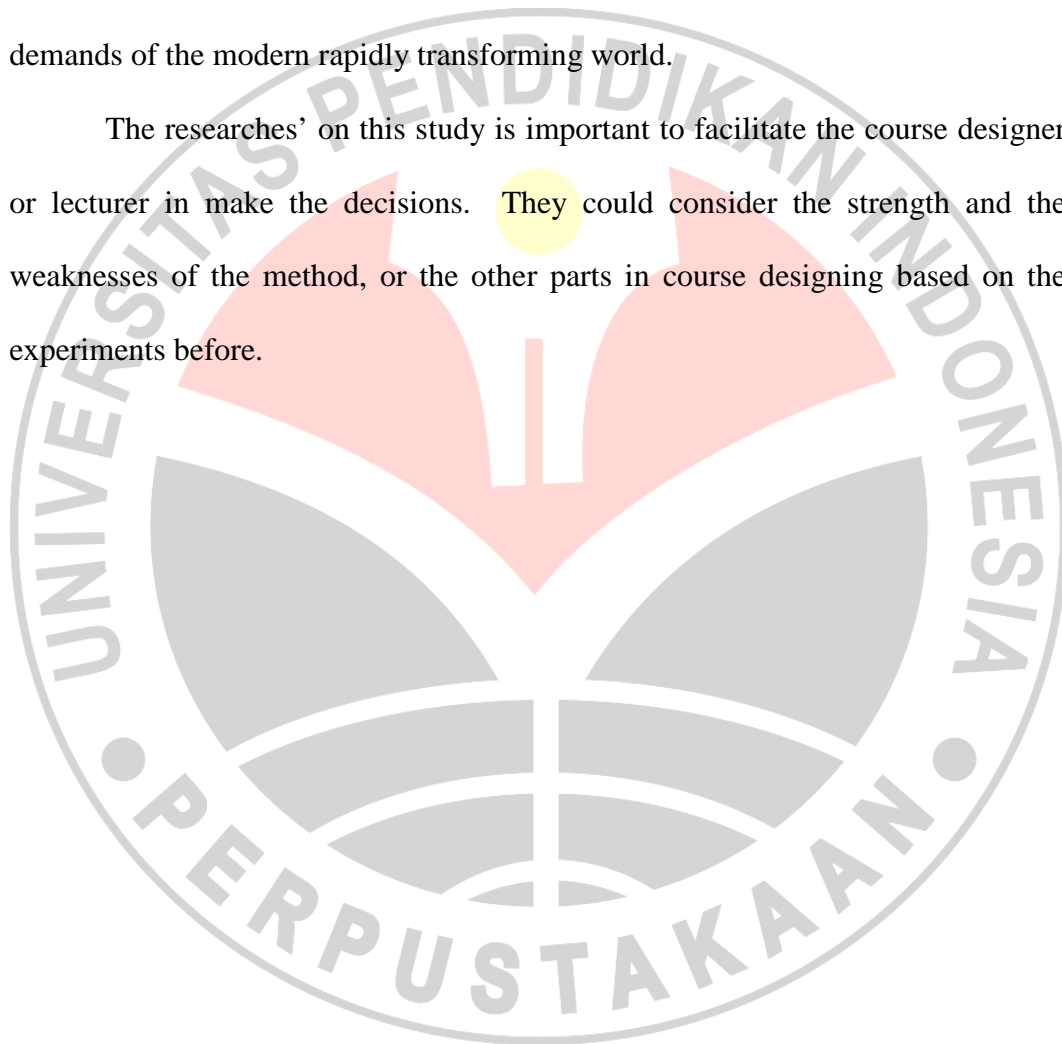 demands of the modern rapidly transforming world.
The researches’ on this study is important to facilitate the course designer
or lecturer in make the decisions. They could consider the strength and the
weaknesses of the method, or the other parts in course designing based on the
experiments before.
UNIVERSITAS PENDIDIKAN INDONESIA
PERPUSTAKAAN